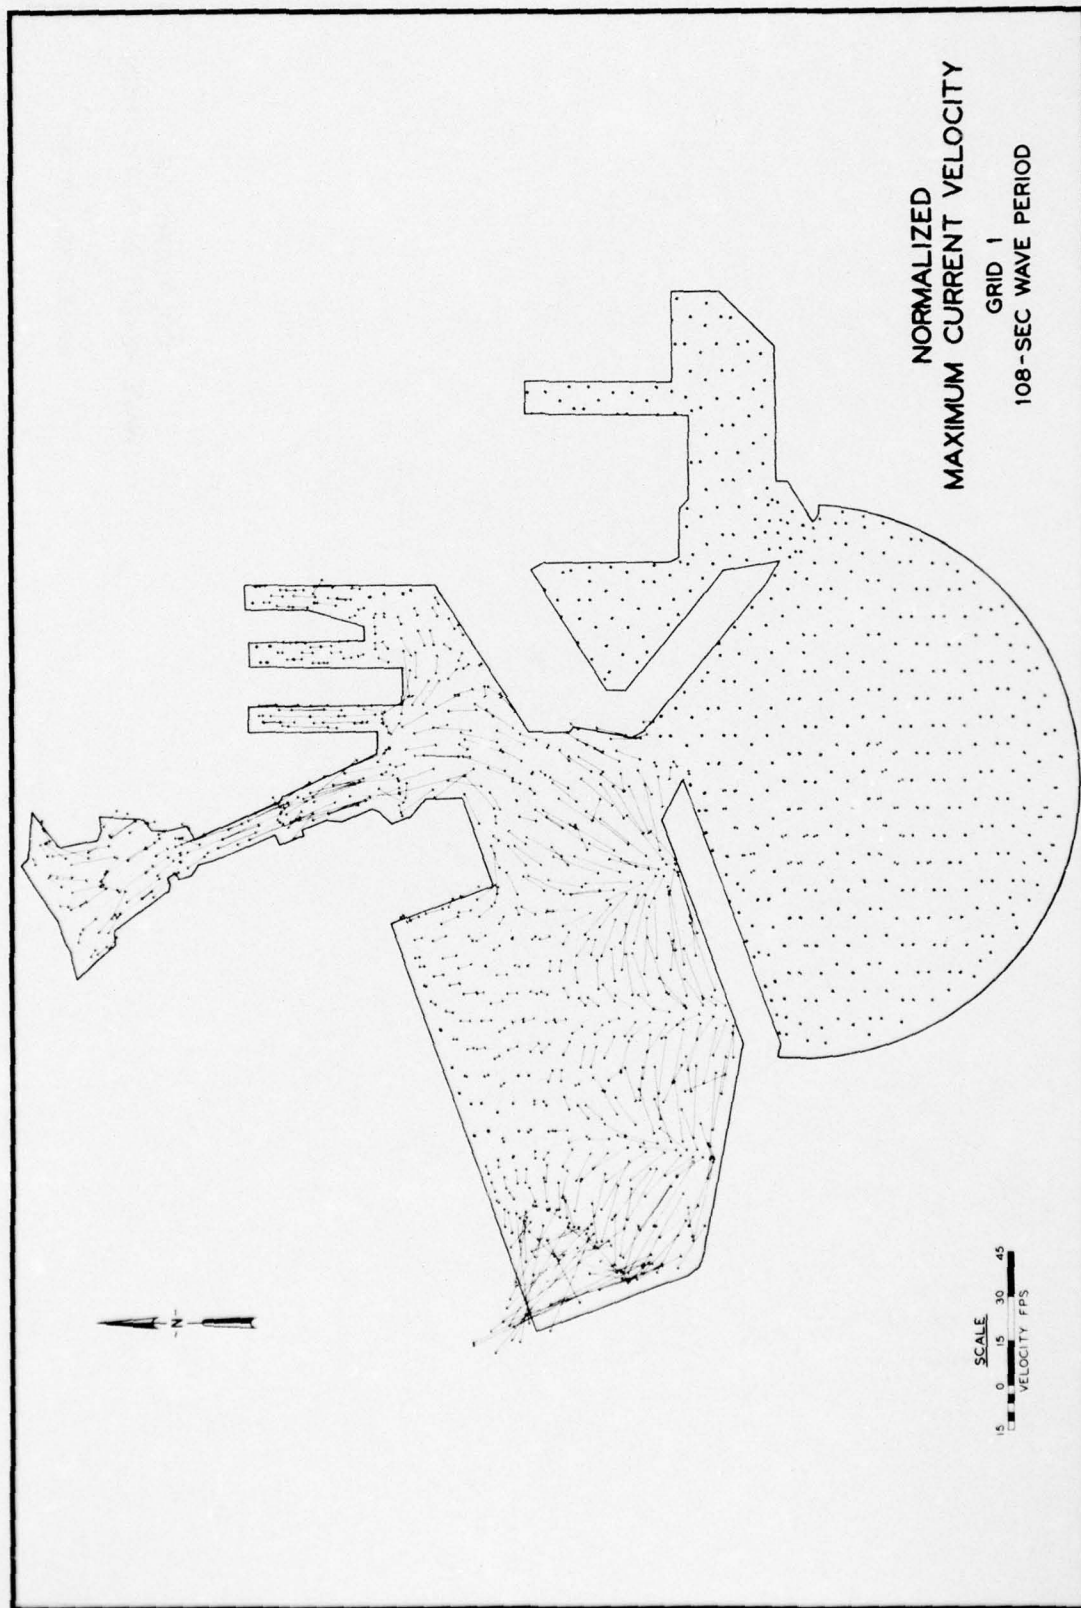 NORMALIZED
MAXIMUM CURRENT VELOCITY
GRID 1
108-SEC WAVE PERIOD
N
SCALE
15 0 15 30 45
VELOCITY FPS